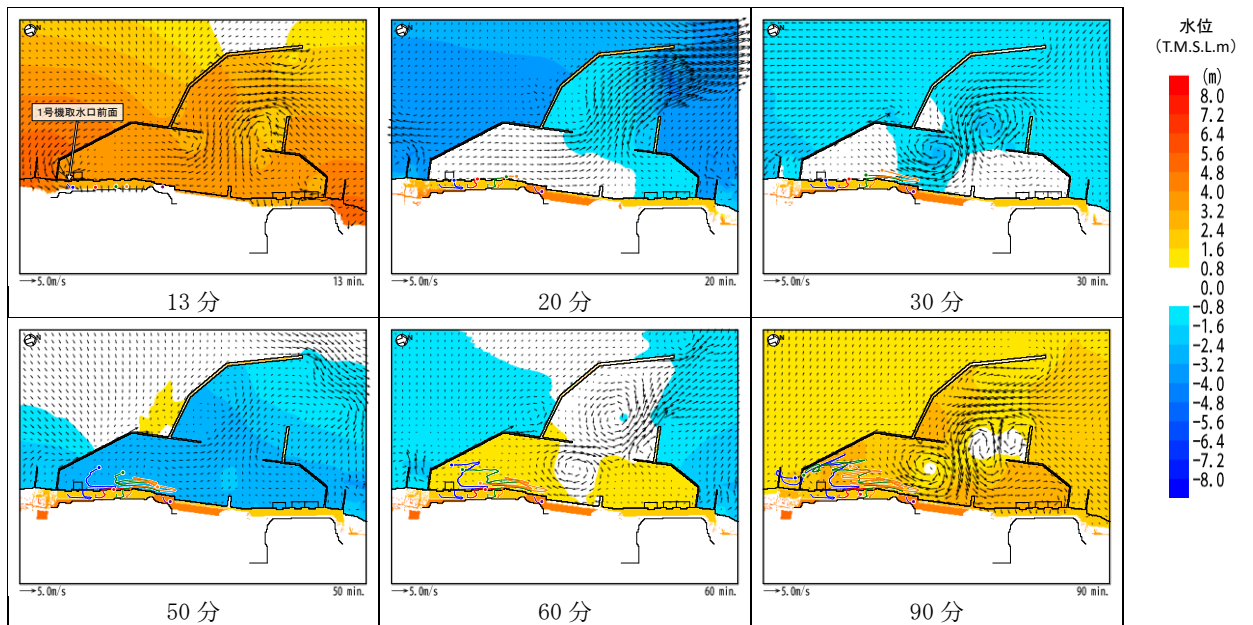 N
1号機取水口前面
5.0m/s
13 min.
13 分
N
5.0m/s
20 min.
20 分
N
5.0m/s
30 min.
30 分
N
5.0m/s
50 min.
50 分
N
5.0m/s
60 min.
60 分
N
5.0m/s
90 min.
90 分
水位
(T.M.S.L.m)
(m)
8.0
7.2
6.4
5.6
4.8
4.0
3.2
2.4
1.6
0.8
0.0
-0.8
-1.6
-2.4
-3.2
-4.0
-4.8
-5.6
-6.4
-7.2
-8.0